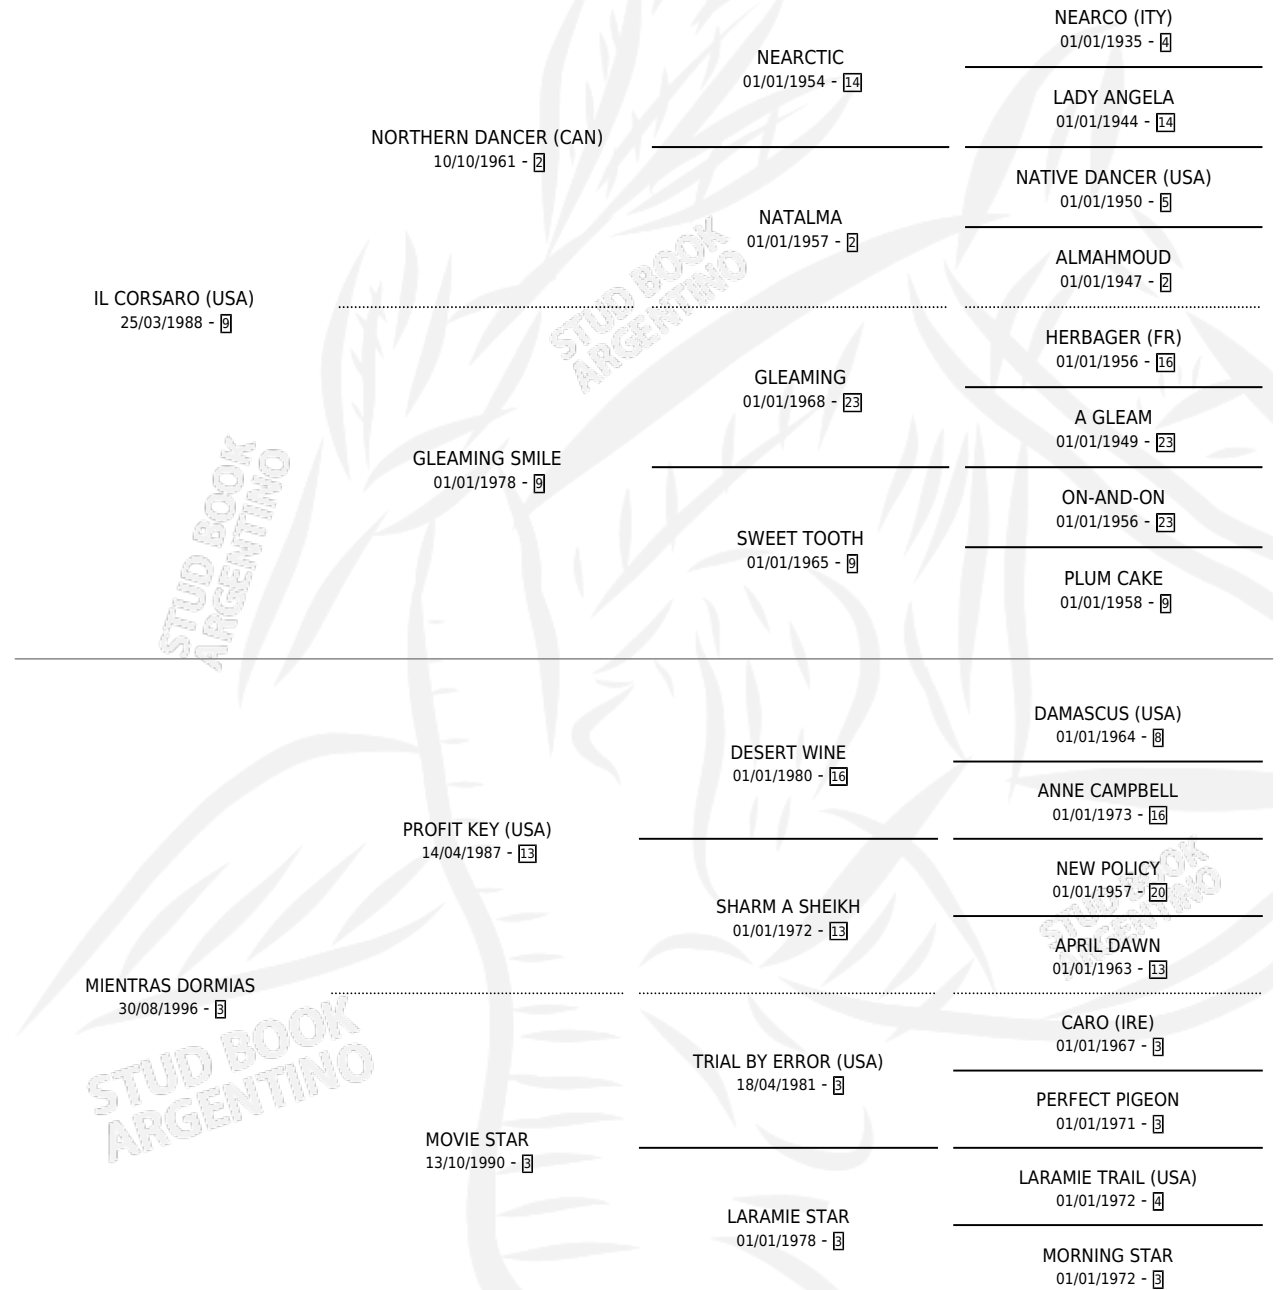 NEARCO (ITY)
01/01/1935 - 4
NEARCTIC
01/01/1954 - 14
LADY ANGELA
01/01/1944 - 14
NORTHERN DANCER (CAN)
10/10/1961 - 2
NATIVE DANCER (USA)
01/01/1950 - 5
NATALMA
01/01/1957 - 2
ALMAHMOUD
01/01/1947 - 2
IL CORSARO (USA)
25/03/1988 - 9
HERBAGER (FR)
01/01/1956 - 16
GLEAMING
01/01/1968 - 23
A GLEAM
01/01/1949 - 23
GLEAMING SMILE
01/01/1978 - 9
ON-AND-ON
01/01/1956 - 23
SWEET TOOTH
01/01/1965 - 9
PLUM CAKE
01/01/1958 - 9
DAMASCUS (USA)
01/01/1964 - 8
DESERT WINE
01/01/1980 - 16
ANNE CAMPBELL
01/01/1973 - 16
PROFIT KEY (USA)
14/04/1987 - 13
NEW POLICY
01/01/1957 - 20
SHARM A SHEIKH
01/01/1972 - 13
APRIL DAWN
01/01/1963 - 13
MIENTRAS DORMIAS
30/08/1996 - 3
CARO (IRE)
01/01/1967 - 3
TRIAL BY ERROR (USA)
18/04/1981 - 3
PERFECT PIGEON
01/01/1971 - 3
MOVIE STAR
13/10/1990 - 3
LARAMIE TRAIL (USA)
01/01/1972 - 4
LARAMIE STAR
01/01/1978 - 3
MORNING STAR
01/01/1972 - 3
STUD BOOK
ARGENTINO
STUD BOOK
ARGENTINO
STUD BOOK
ARGENTINO
STUD BOOK
ARGENTINO